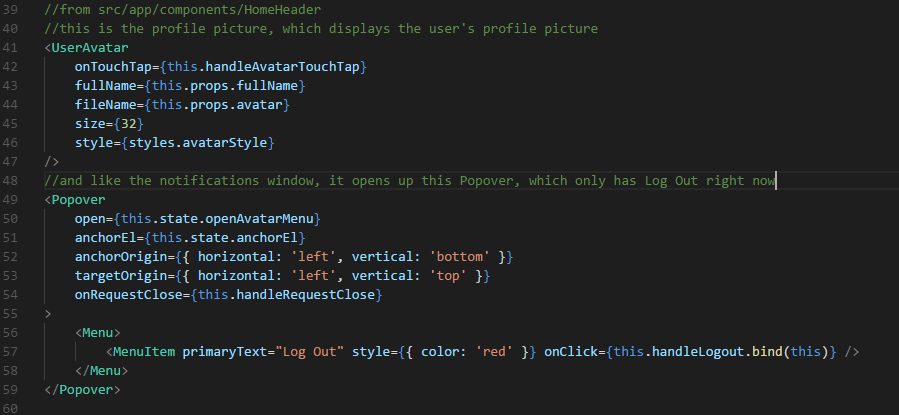 39 //from src/app/components/HomeHeader
40 //this is the profile picture, which displays the user's profile picture
41 <UserAvatar
42     onTouchTap={this.handleAvatarTouchTap}
43     fullName={this.props.fullName}
44     fileName={this.props.avatar}
45     size={32}
46     style={styles.avatarStyle}
47 />
48 //and like the notifications window, it opens up this Popover, which only has Log Out right now
49 <Popover
50     open={this.state.openAvatarMenu}
51     anchorEl={this.state.anchorEl}
52     anchorOrigin={{ horizontal: 'left', vertical: 'bottom' }}
53     targetOrigin={{ horizontal: 'left', vertical: 'top' }}
54     onRequestClose={this.handleRequestClose}
55 >
56     <Menu>
57         <MenuItem primaryText="Log Out" style={{ color: 'red' }} onClick={this.handleLogout.bind(this)} />
58     </Menu>
59 </Popover>
60